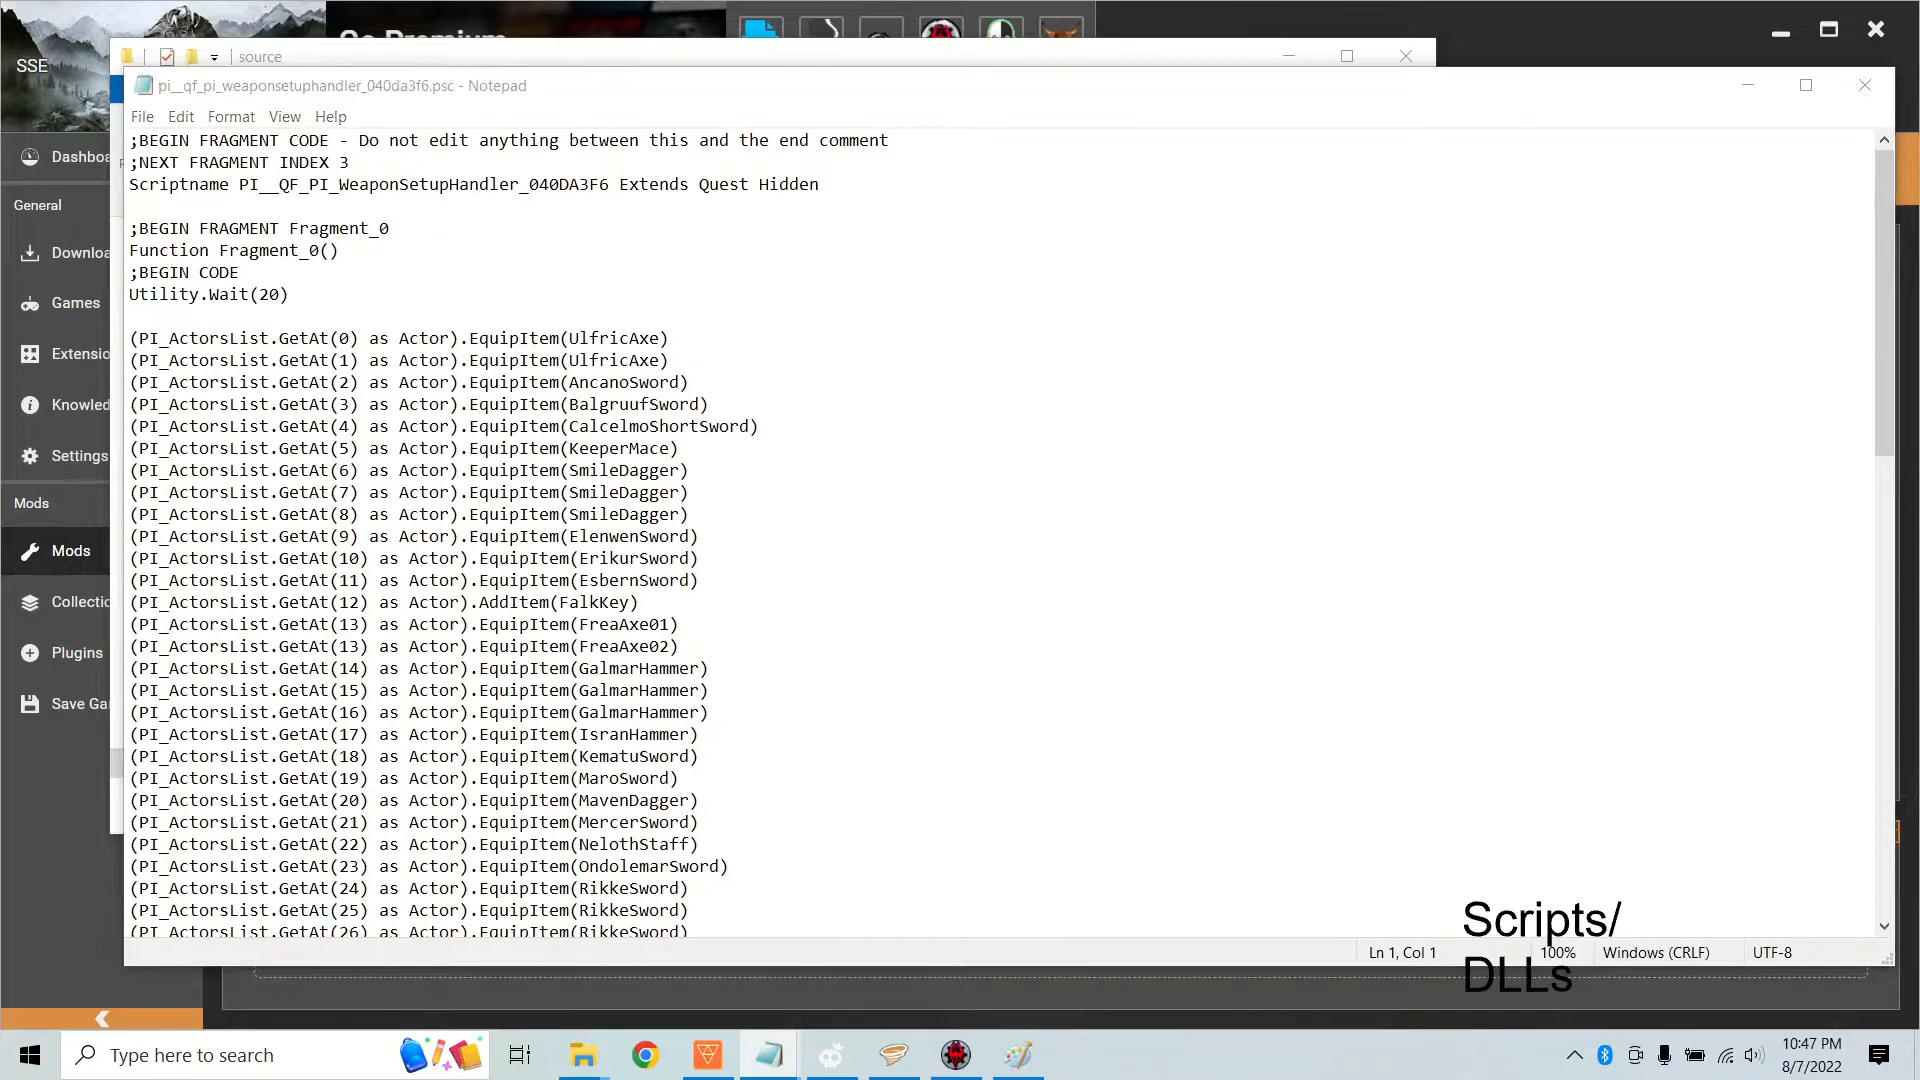 SSE
source
pi__qf_pi_weaponsetuphandler_040da3f6.psc - Notepad
File Edit Format View Help
;BEGIN FRAGMENT CODE - Do not edit anything between this and the end comment
;NEXT FRAGMENT INDEX 3
Scriptname PI__QF_PI_WeaponSetupHandler_040DA3F6 Extends Quest Hidden
;BEGIN FRAGMENT Fragment_0
Function Fragment_0()
;BEGIN CODE
Utility.Wait(20)
(PI_ActorsList.GetAt(0) as Actor).EquipItem(UlfricAxe)
(PI_ActorsList.GetAt(1) as Actor).EquipItem(UlfricAxe)
(PI_ActorsList.GetAt(2) as Actor).EquipItem(AncanoSword)
(PI_ActorsList.GetAt(3) as Actor).EquipItem(BalgruufSword)
(PI_ActorsList.GetAt(4) as Actor).EquipItem(CalcelmoShortSword)
(PI_ActorsList.GetAt(5) as Actor).EquipItem(KeeperMace)
(PI_ActorsList.GetAt(6) as Actor).EquipItem(SmileDagger)
(PI_ActorsList.GetAt(7) as Actor).EquipItem(SmileDagger)
(PI_ActorsList.GetAt(8) as Actor).EquipItem(SmileDagger)
(PI_ActorsList.GetAt(9) as Actor).EquipItem(ElenwenSword)
(PI_ActorsList.GetAt(10) as Actor).EquipItem(ErikurSword)
(PI_ActorsList.GetAt(11) as Actor).EquipItem(EsbernSword)
(PI_ActorsList.GetAt(12) as Actor).AddItem(FalkKey)
(PI_ActorsList.GetAt(13) as Actor).EquipItem(FreaAxe01)
(PI_ActorsList.GetAt(13) as Actor).EquipItem(FreaAxe02)
(PI_ActorsList.GetAt(14) as Actor).EquipItem(GalmarHammer)
(PI_ActorsList.GetAt(15) as Actor).EquipItem(GalmarHammer)
(PI_ActorsList.GetAt(16) as Actor).EquipItem(GalmarHammer)
(PI_ActorsList.GetAt(17) as Actor).EquipItem(IsranHammer)
(PI_ActorsList.GetAt(18) as Actor).EquipItem(KematuSword)
(PI_ActorsList.GetAt(19) as Actor).EquipItem(MaroSword)
(PI_ActorsList.GetAt(20) as Actor).EquipItem(MavenDagger)
(PI_ActorsList.GetAt(21) as Actor).EquipItem(MercerSword)
(PI_ActorsList.GetAt(22) as Actor).EquipItem(NelothStaff)
(PI_ActorsList.GetAt(23) as Actor).EquipItem(OndolemarSword)
(PI_ActorsList.GetAt(24) as Actor).EquipItem(RikkeSword)
(PI_ActorsList.GetAt(25) as Actor).EquipItem(RikkeSword)
(PI_ActorsList.GetAt(26) as Actor).EquipItem(RikkeSword)
Ln 1, Col 1 100% Windows (CRLF) UTF-8
Scripts/
DLLs
Dashboa
General
Downloa
Games
Extensio
Knowled
Settings
Mods
Mods
Collectio
Plugins
Save Ga
Type here to search
10:47 PM
8/7/2022